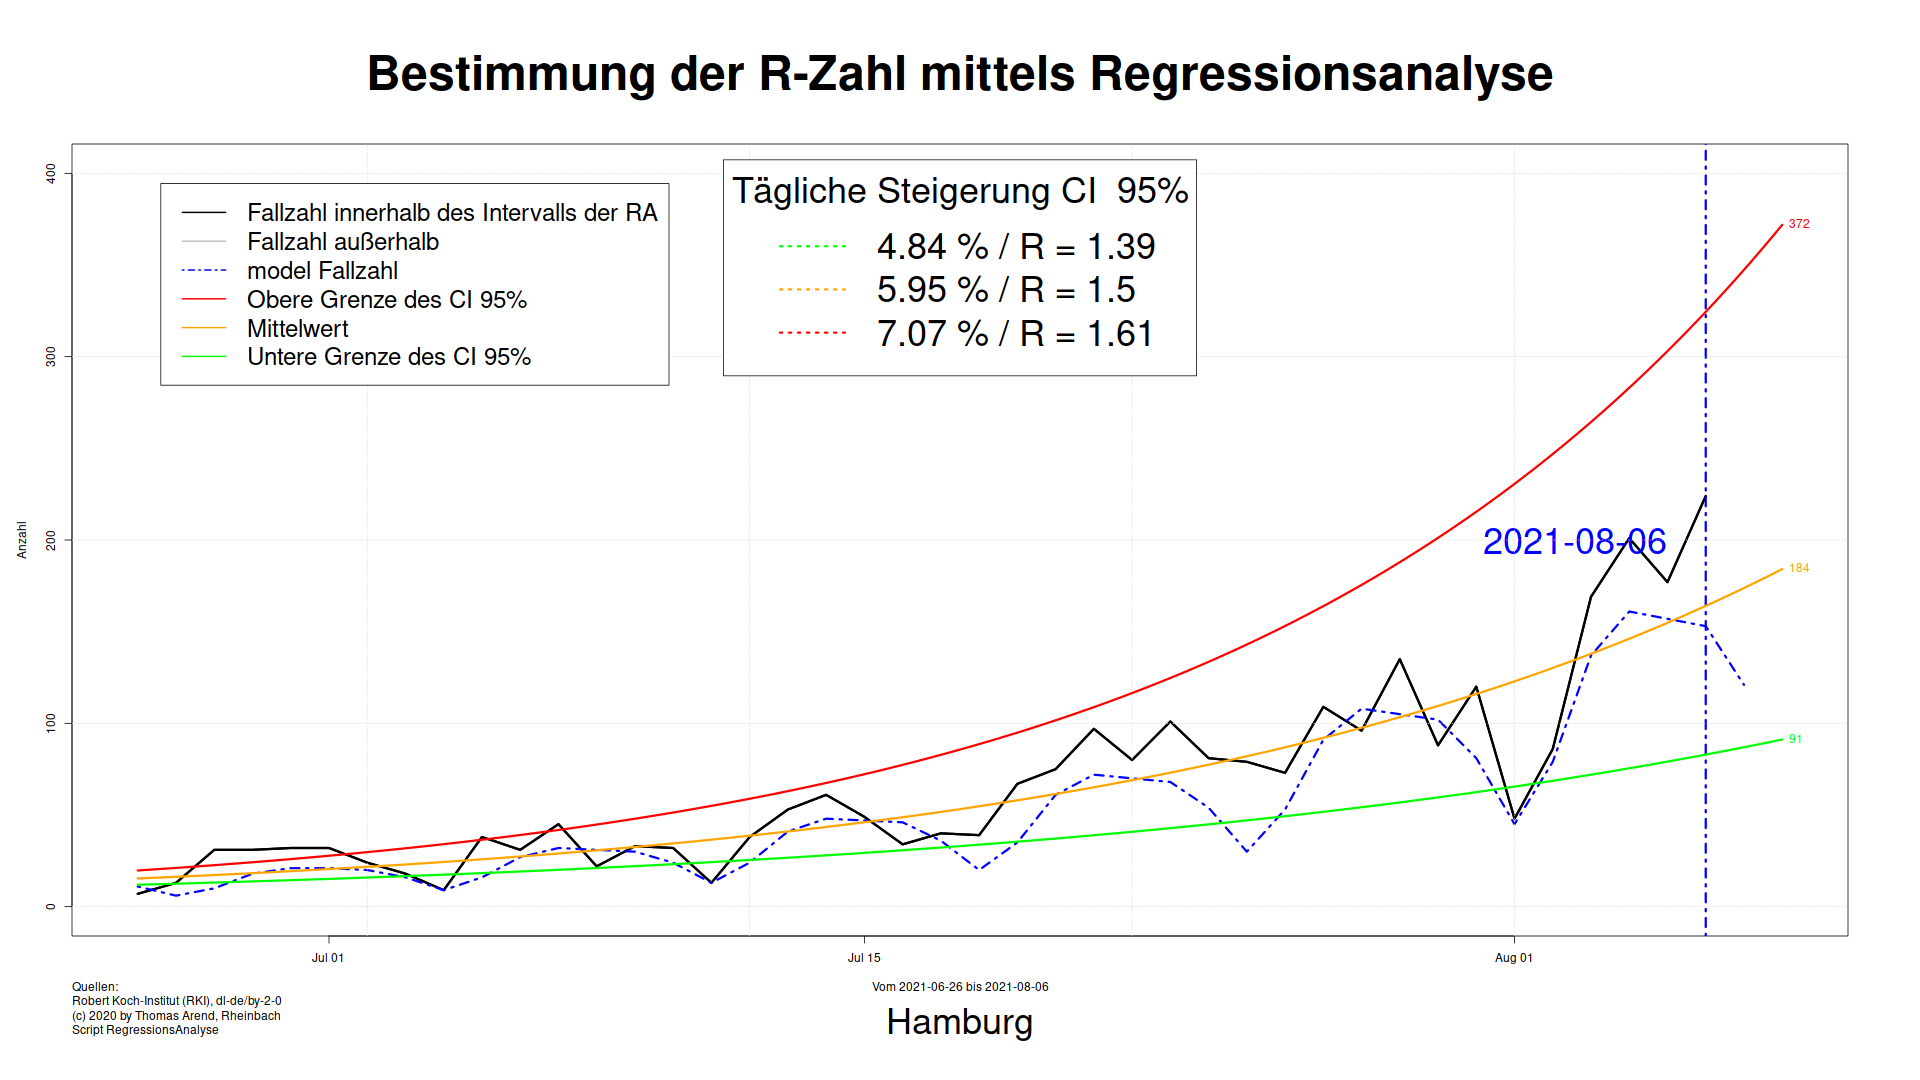 Bestimmung der R-Zahl mittels Regressionsanalyse
Fallzahl innerhalb des Intervalls der RA
Fallzahl außerhalb
model Fallzahl
Obere Grenze des CI 95%
Mittelwert
Untere Grenze des CI 95%
Tägliche Steigerung CI  95%
4.84 % / R = 1.39
5.95 % / R = 1.5
7.07 % / R = 1.61
Anzahl
400
300
200
100
0
372
2021-08-06
184
91
Jul 01
Jul 15
Aug 01
Quellen:
Robert Koch-Institut (RKI), dl-de/by-2-0
(c) 2020 by Thomas Arend, Rheinbach
Script RegressionsAnalyse
Vom 2021-06-26 bis 2021-08-06
Hamburg